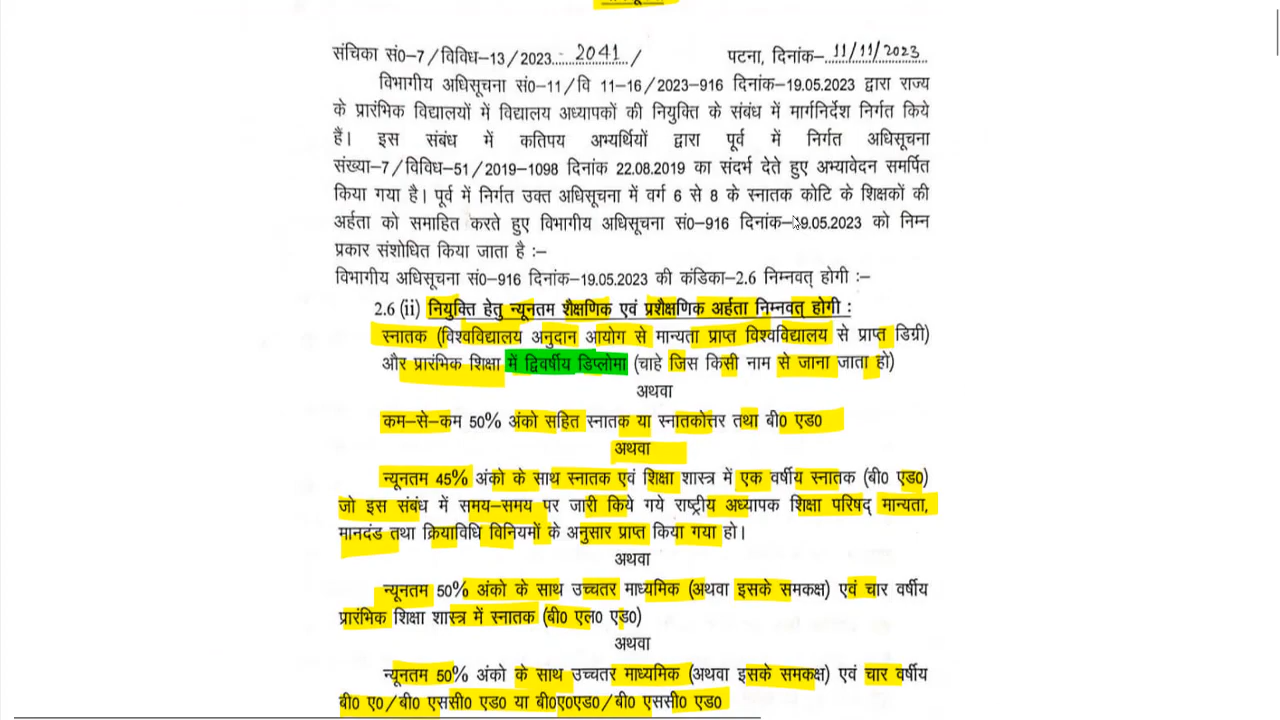 संचिका सं0–7/विविध–13/2023......2041../ पटना, दिनांक–..11/11/2023..
विभागीय अधिसूचना सं0–11/वि 11–16/2023–916 दिनांक–19.05.2023 द्वारा राज्य
के प्रारंभिक विद्यालयों में विद्यालय अध्यापकों की नियुक्ति के संबंध में मार्गनिर्देश निर्गत किये
हैं। इस संबंध में कतिपय अभ्यर्थियों द्वारा पूर्व में निर्गत अधिसूचना
संख्या–7/विविध–51/2019–1098 दिनांक 22.08.2019 का संदर्भ देते हुए अभ्यावेदन समर्पित
किया गया है। पूर्व में निर्गत उक्त अधिसूचना में वर्ग 6 से 8 के स्नातक कोटि के शिक्षकों की
अर्हता को समाहित करते हुए विभागीय अधिसूचना सं0–916 दिनांक–19.05.2023 को निम्न
प्रकार संशोधित किया जाता है :–
विभागीय अधिसूचना सं0–916 दिनांक–19.05.2023 की कंडिका–2.6 निम्नवत् होगी :–
2.6 (ii) नियुक्ति हेतु न्यूनतम शैक्षणिक एवं प्रशैक्षणिक अर्हता निम्नवत् होगी :
स्नातक (विश्वविद्यालय अनुदान आयोग से मान्यता प्राप्त विश्वविद्यालय से प्राप्त डिग्री)
और प्रारंभिक शिक्षा में द्विवर्षीय डिप्लोमा (चाहे जिस किसी नाम से जाना जाता हो)
अथवा
कम–से–कम 50% अंको सहित स्नातक या स्नातकोत्तर तथा बी0 एड0
अथवा
न्यूनतम 45% अंको के साथ स्नातक एवं शिक्षा शास्त्र में एक वर्षीय स्नातक (बी0 एड0)
जो इस संबंध में समय–समय पर जारी किये गये राष्ट्रीय अध्यापक शिक्षा परिषद् मान्यता,
मानदंड तथा क्रियाविधि विनियमों के अनुसार प्राप्त किया गया हो।
अथवा
न्यूनतम 50% अंको के साथ उच्चतर माध्यमिक (अथवा इसके समकक्ष) एवं चार वर्षीय
प्रारंभिक शिक्षा शास्त्र में स्नातक (बी0 एल0 एड0)
अथवा
न्यूनतम 50% अंको के साथ उच्चतर माध्यमिक (अथवा इसके समकक्ष) एवं चार वर्षीय
बी0 ए0/बी0 एससी0 एड0 या बी0ए0एड0/बी0 एससी0 एड0